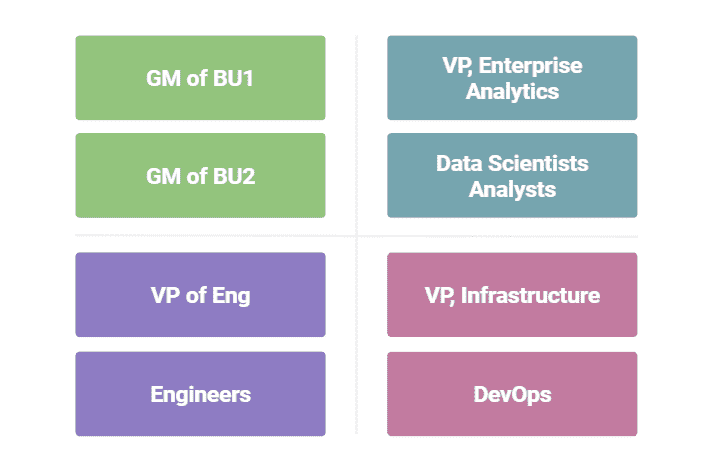 GM of BU1
VP, Enterprise
Analytics
GM of BU2
Data Scientists
Analysts
VP of Eng
VP, Infrastructure
Engineers
DevOps